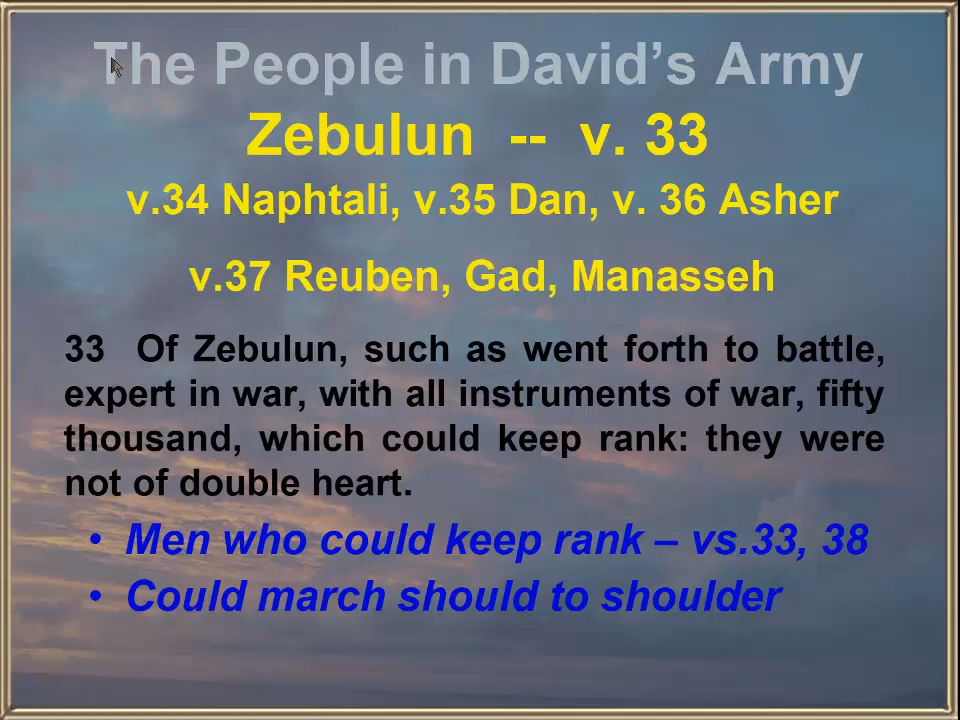 The People in David’s Army
Zebulun -- v. 33
v.34 Naphtali, v.35 Dan, v. 36 Asher
v.37 Reuben, Gad, Manasseh
33 Of Zebulun, such as went forth to battle,
expert in war, with all instruments of war, fifty
thousand, which could keep rank: they were
not of double heart.
• Men who could keep rank – vs.33, 38
• Could march should to shoulder